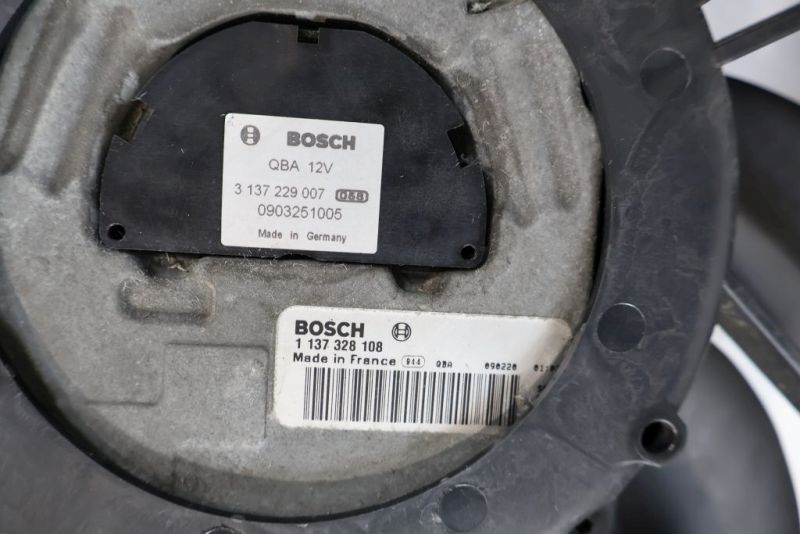 BOSCH
QBA 12V
3 137 229 007
0903251005
Made in Germany
BOSCH
1 137 328 108
Made in France 944 QBA 090220